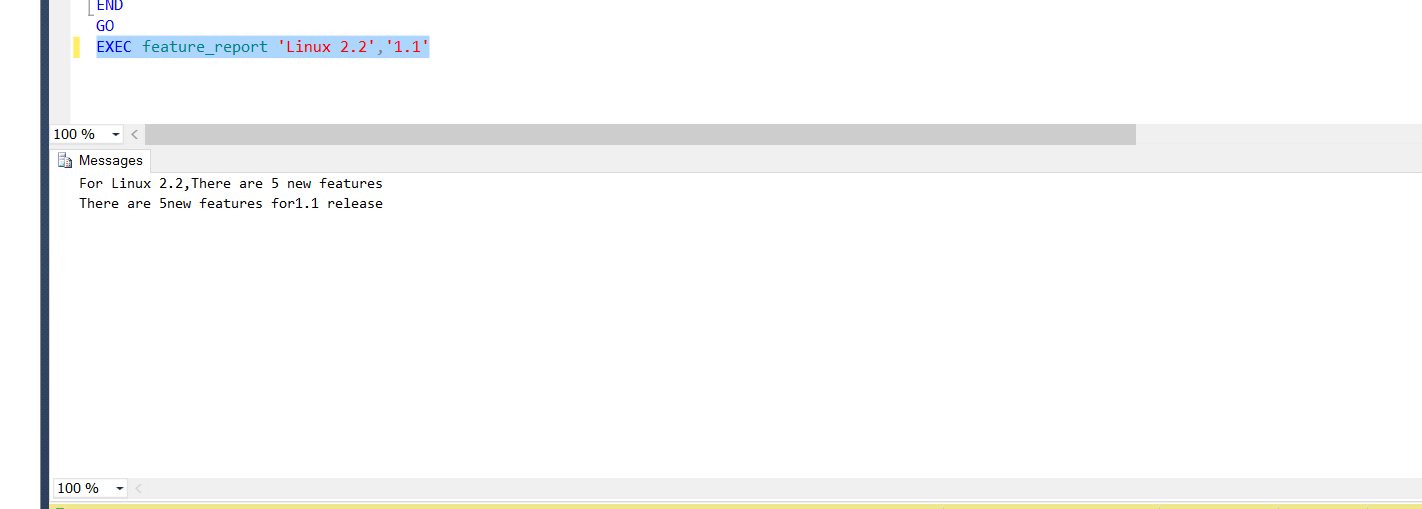 END
GO
EXEC feature_report 'Linux 2.2','1.1'
100 %
Messages
For Linux 2.2,There are 5 new features
There are 5new features for1.1 release
100 %